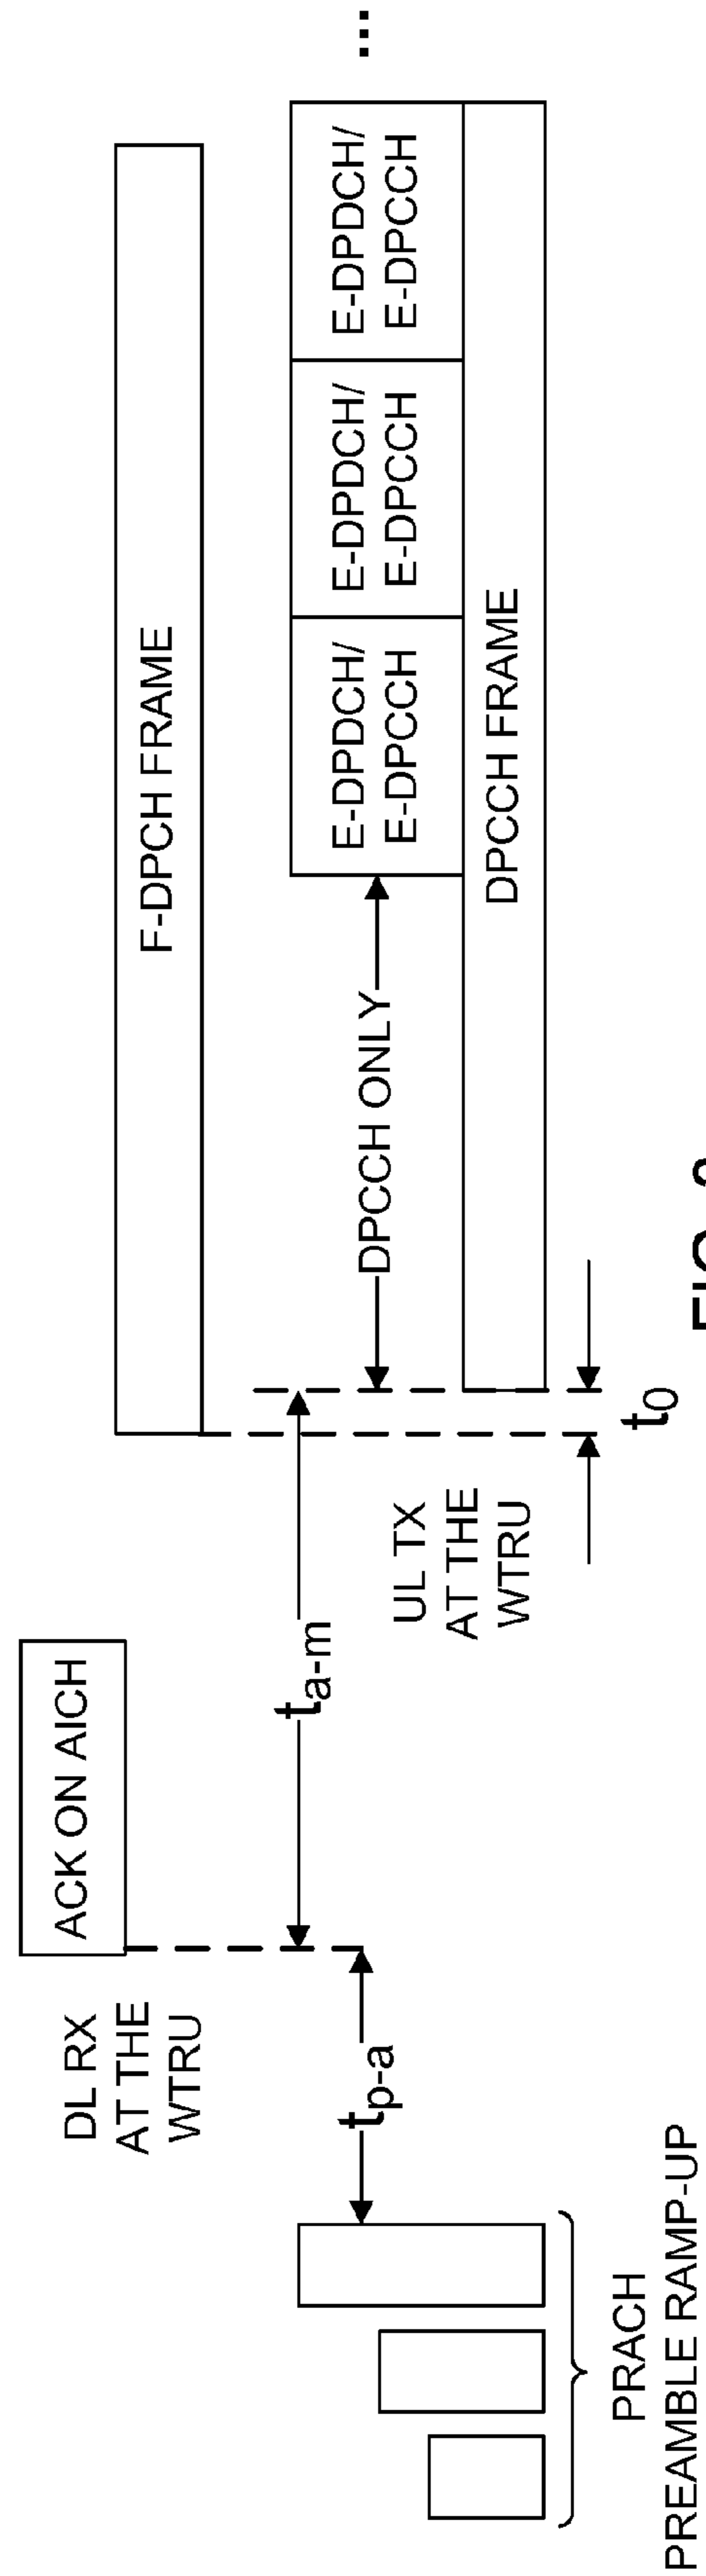 ACK ON AICH
DL RX
AT THE
WTRU
F-DPCH FRAME
t_a-m
t_p-a
DPCCH ONLY
E-DPDCH/
E-DPCCH
E-DPDCH/
E-DPCCH
E-DPDCH/
E-DPCCH
...
UL TX
AT THE
WTRU
DPCCH FRAME
t_0
PRACH
PREAMBLE RAMP-UP
FIG.